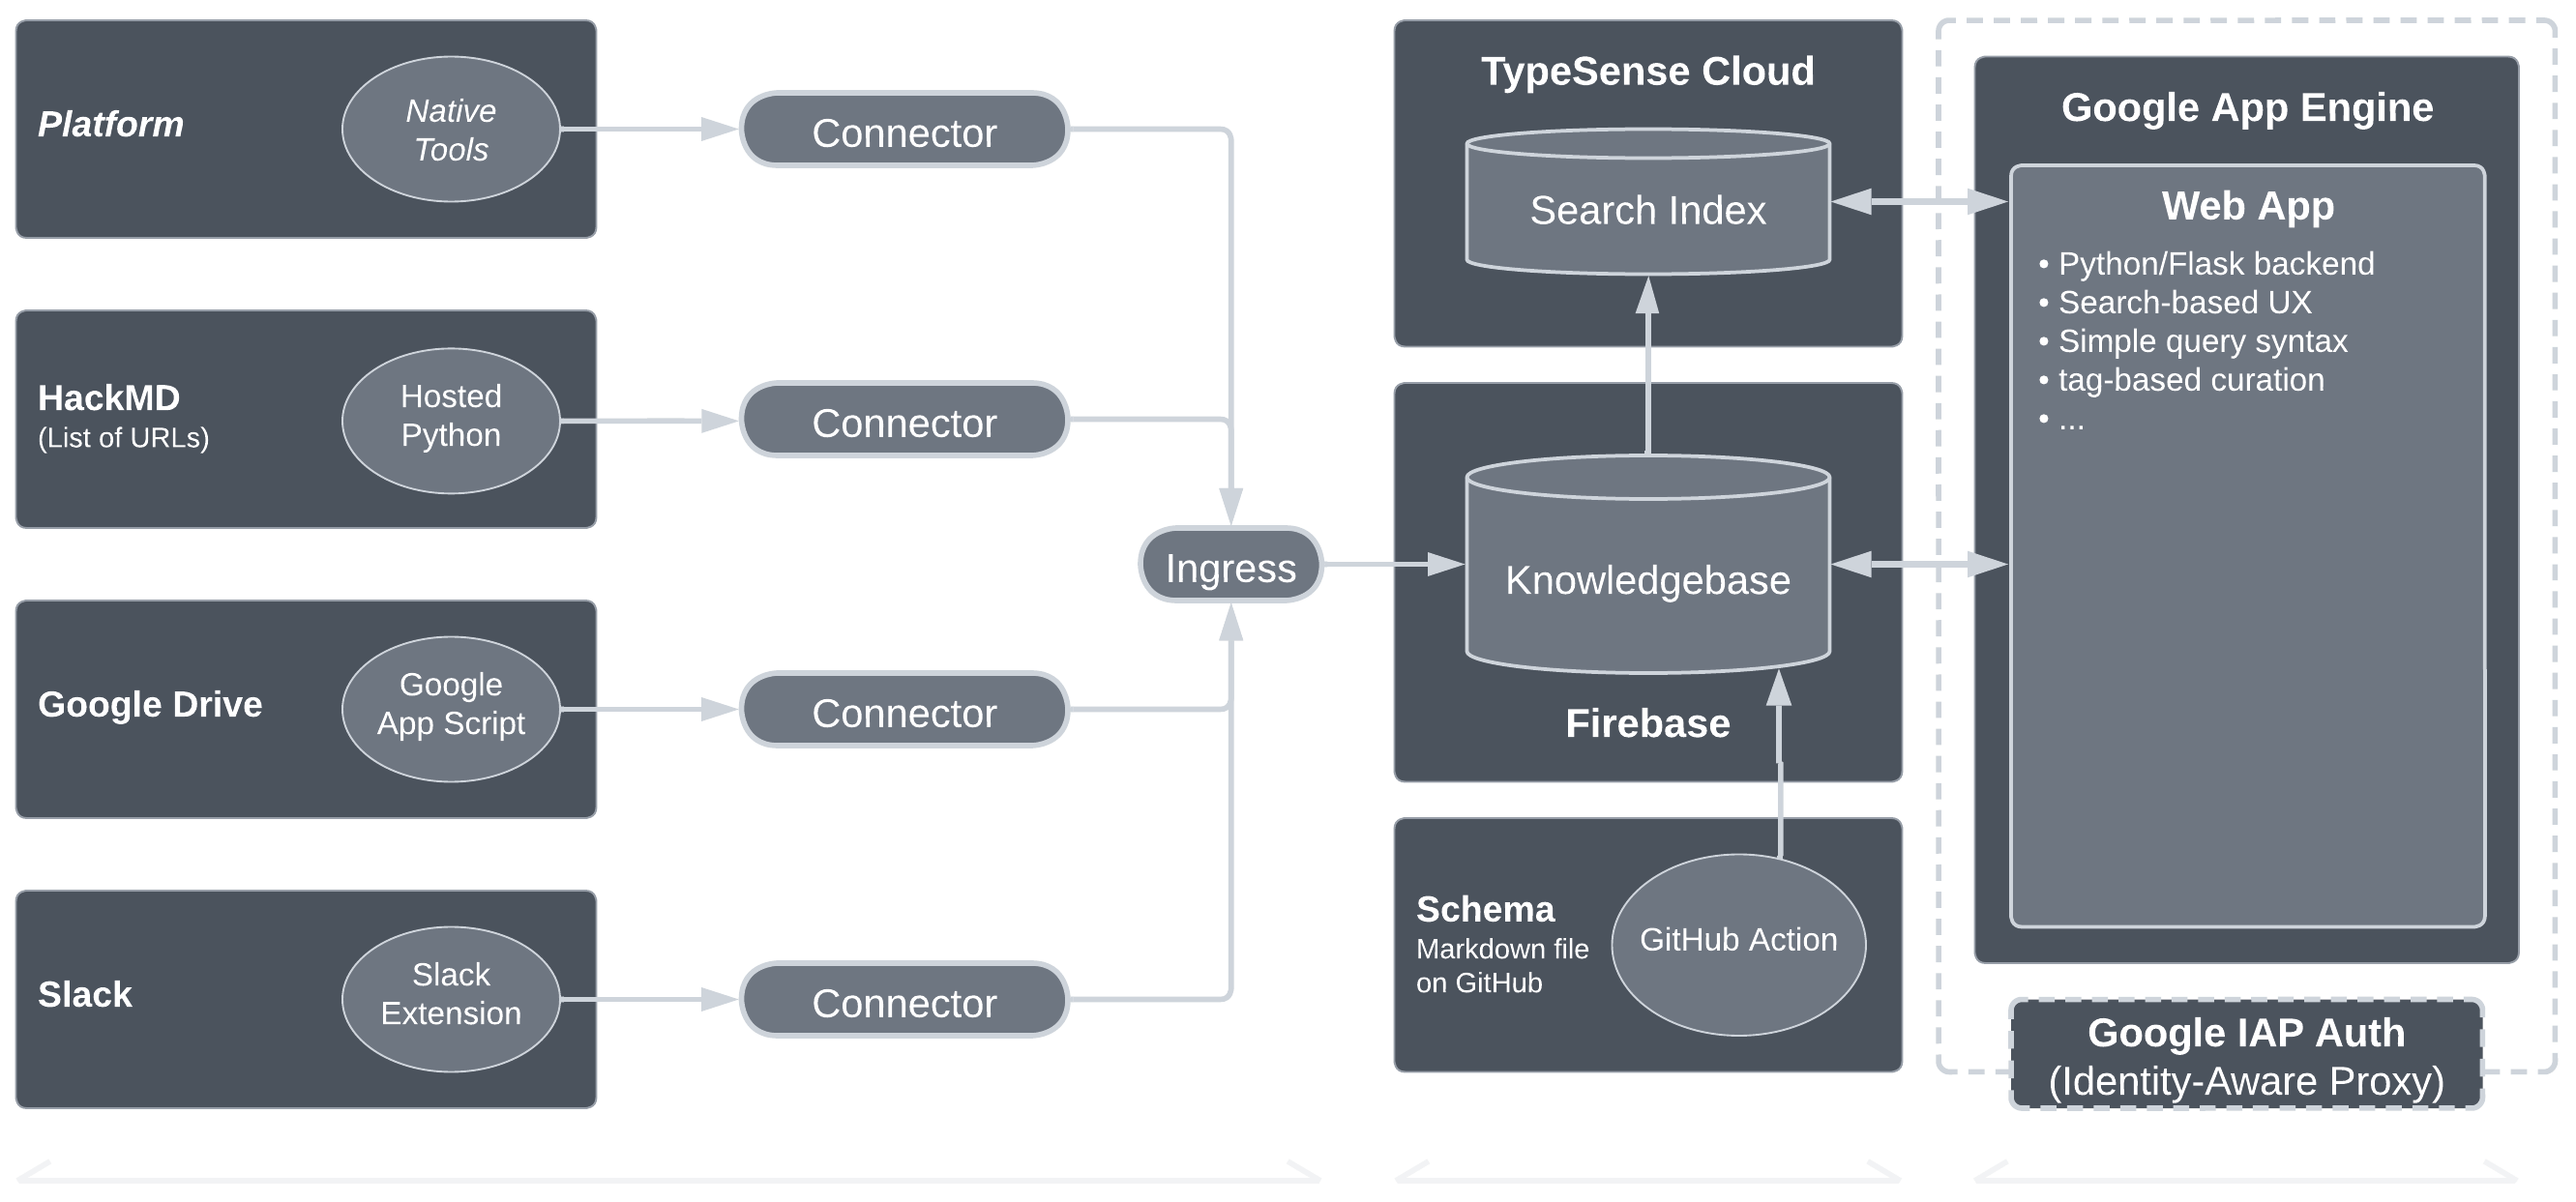 Platform
Native
Tools
Connector
HackMD
(List of URLs)
Hosted
Python
Connector
Google Drive
Google
App Script
Connector
Slack
Slack
Extension
Connector
Ingress
TypeSense Cloud
Search Index
Knowledgebase
Firebase
Schema
Markdown file
on GitHub
GitHub Action
Google App Engine
Web App
• Python/Flask backend
• Search-based UX
• Simple query syntax
• tag-based curation
• ...
Google IAP Auth
(Identity-Aware Proxy)